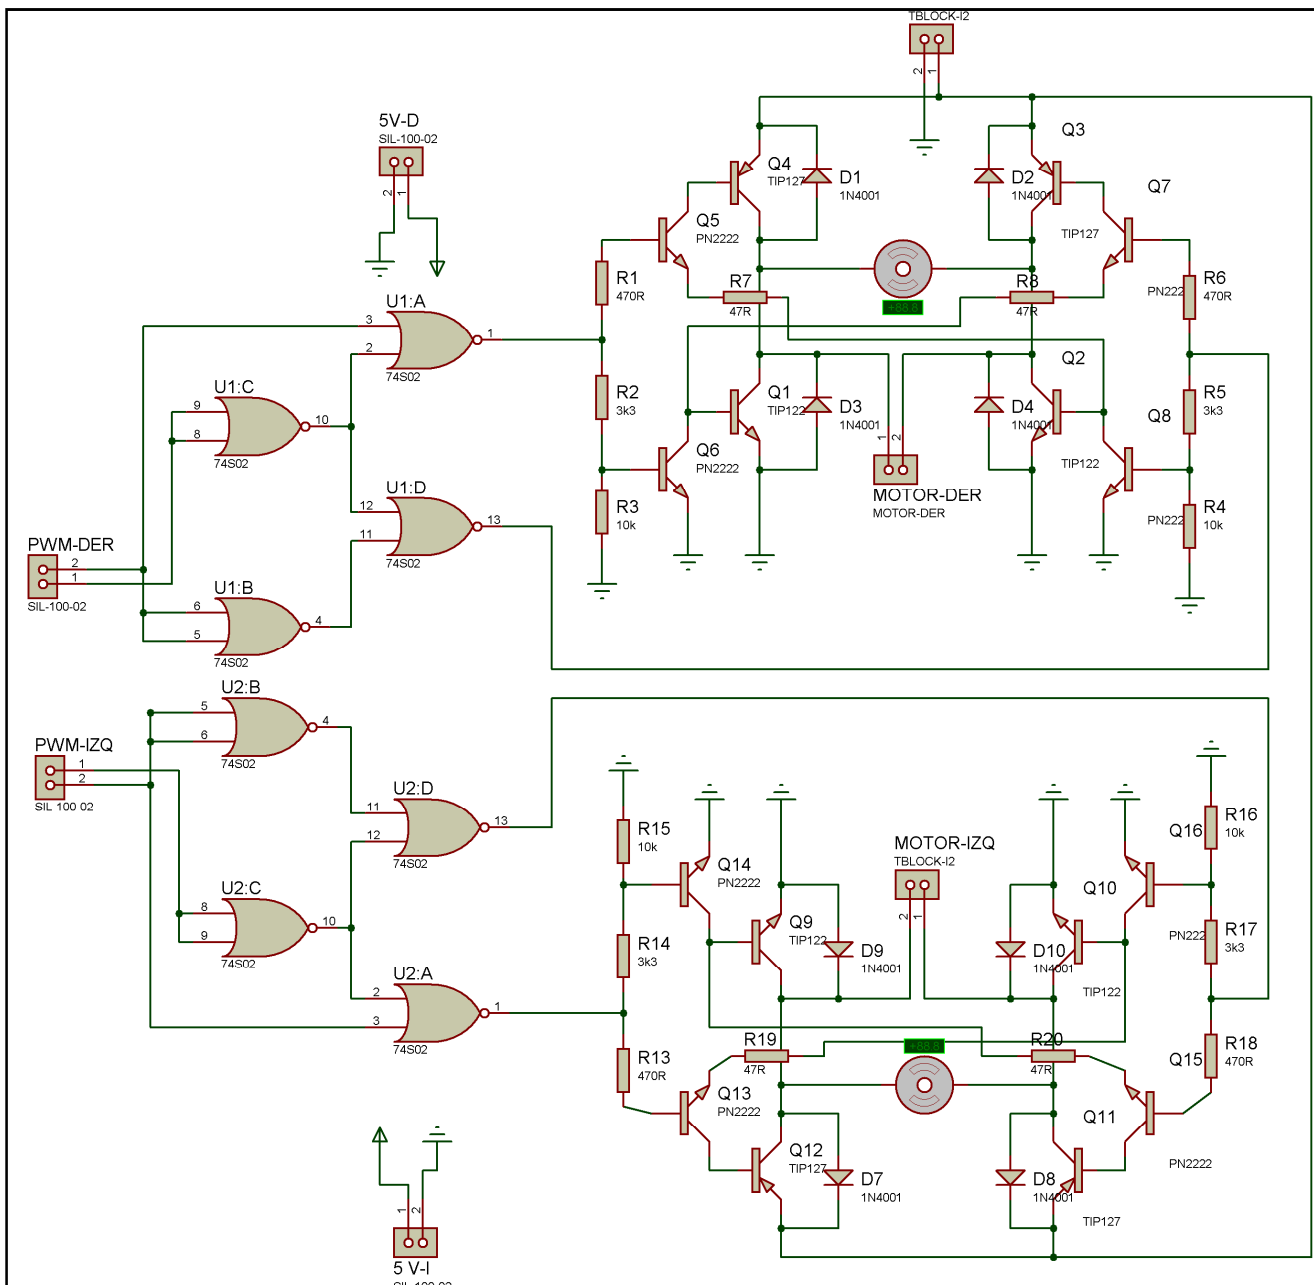 TBLOCK-I2
2 1
5V-D
SIL-100-02
2 1
Q4
TIP127
D1
1N4001
D2
1N4001
Q3
TIP127
Q7
PN222
Q5
PN2222
R1
470R
R7
47R
+88.8
R8
47R
R6
470R
U1:A
3
2
1
74S02
U1:C
9
8
10
74S02
R2
3k3
Q1
TIP122
D3
1N4001
D4
1N4001
Q2
TIP122
Q8
PN222
R5
3k3
Q6
PN2222
1 2
MOTOR-DER
MOTOR-DER
R3
10k
R4
10k
U1:D
12
11
13
74S02
PWM-DER
2
1
SIL-100-02
U1:B
6
5
4
74S02
U2:B
5
6
4
74S02
PWM-IZQ
1
2
SIL 100 02
U2:D
11
12
13
74S02
R15
10k
Q14
PN2222
MOTOR-IZQ
TBLOCK-I2
2 1
Q16
PN222
R16
10k
Q10
TIP122
U2:C
8
9
10
74S02
Q9
TIP122
D9
1N4001
D10
1N4001
R14
3k3
R17
3k3
U2:A
2
3
1
74S02
R19
47R
+88.8
R20
47R
Q15
PN2222
R18
470R
R13
470R
Q13
PN2222
Q11
TIP127
Q12
TIP127
D7
1N4001
D8
1N4001
1 2
5 V-I
SIL-100-02